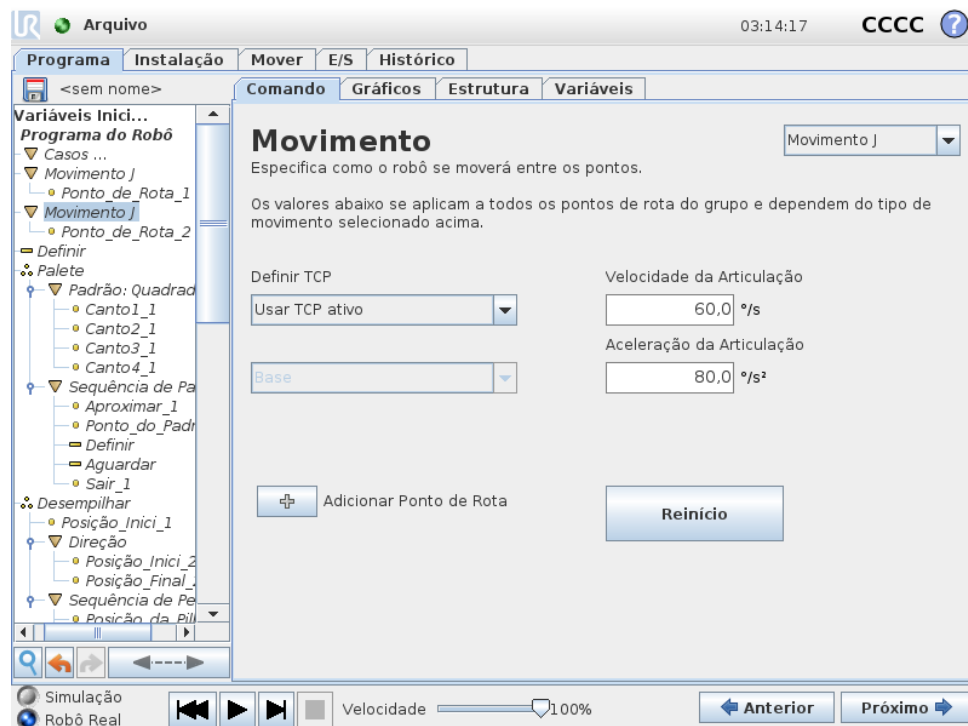 Arquivo
03:14:17
CCCC
?
Programa
Instalação
Mover
E/S
Histórico
<sem nome>
Comando
Gráficos
Estrutura
Variáveis
Variáveis Inici...
Programa do Robô
Casos ...
Movimento J
Ponto_de_Rota_1
Movimento J
Ponto_de_Rota_2
Definir
Palete
Padrão: Quadrad
Canto1_1
Canto2_1
Canto3_1
Canto4_1
Sequência de Pa
Aproximar_1
Ponto_do_Padr
Definir
Aguardar
Sair_1
Desempilhar
Posição_Inici_1
Direção
Posição_Inici_2
Posição_Final_
Sequência de Pe
Posição_da_Pil
Movimento
Movimento J
Especifica como o robô se moverá entre os pontos.
Os valores abaixo se aplicam a todos os pontos de rota do grupo e dependem do tipo de
movimento selecionado acima.
Definir TCP
Usar TCP ativo
Base
Velocidade da Articulação
60,0 °/s
Aceleração da Articulação
80,0 °/s²
Adicionar Ponto de Rota
Reinício
Simulação
Robô Real
Velocidade
100%
Anterior
Próximo